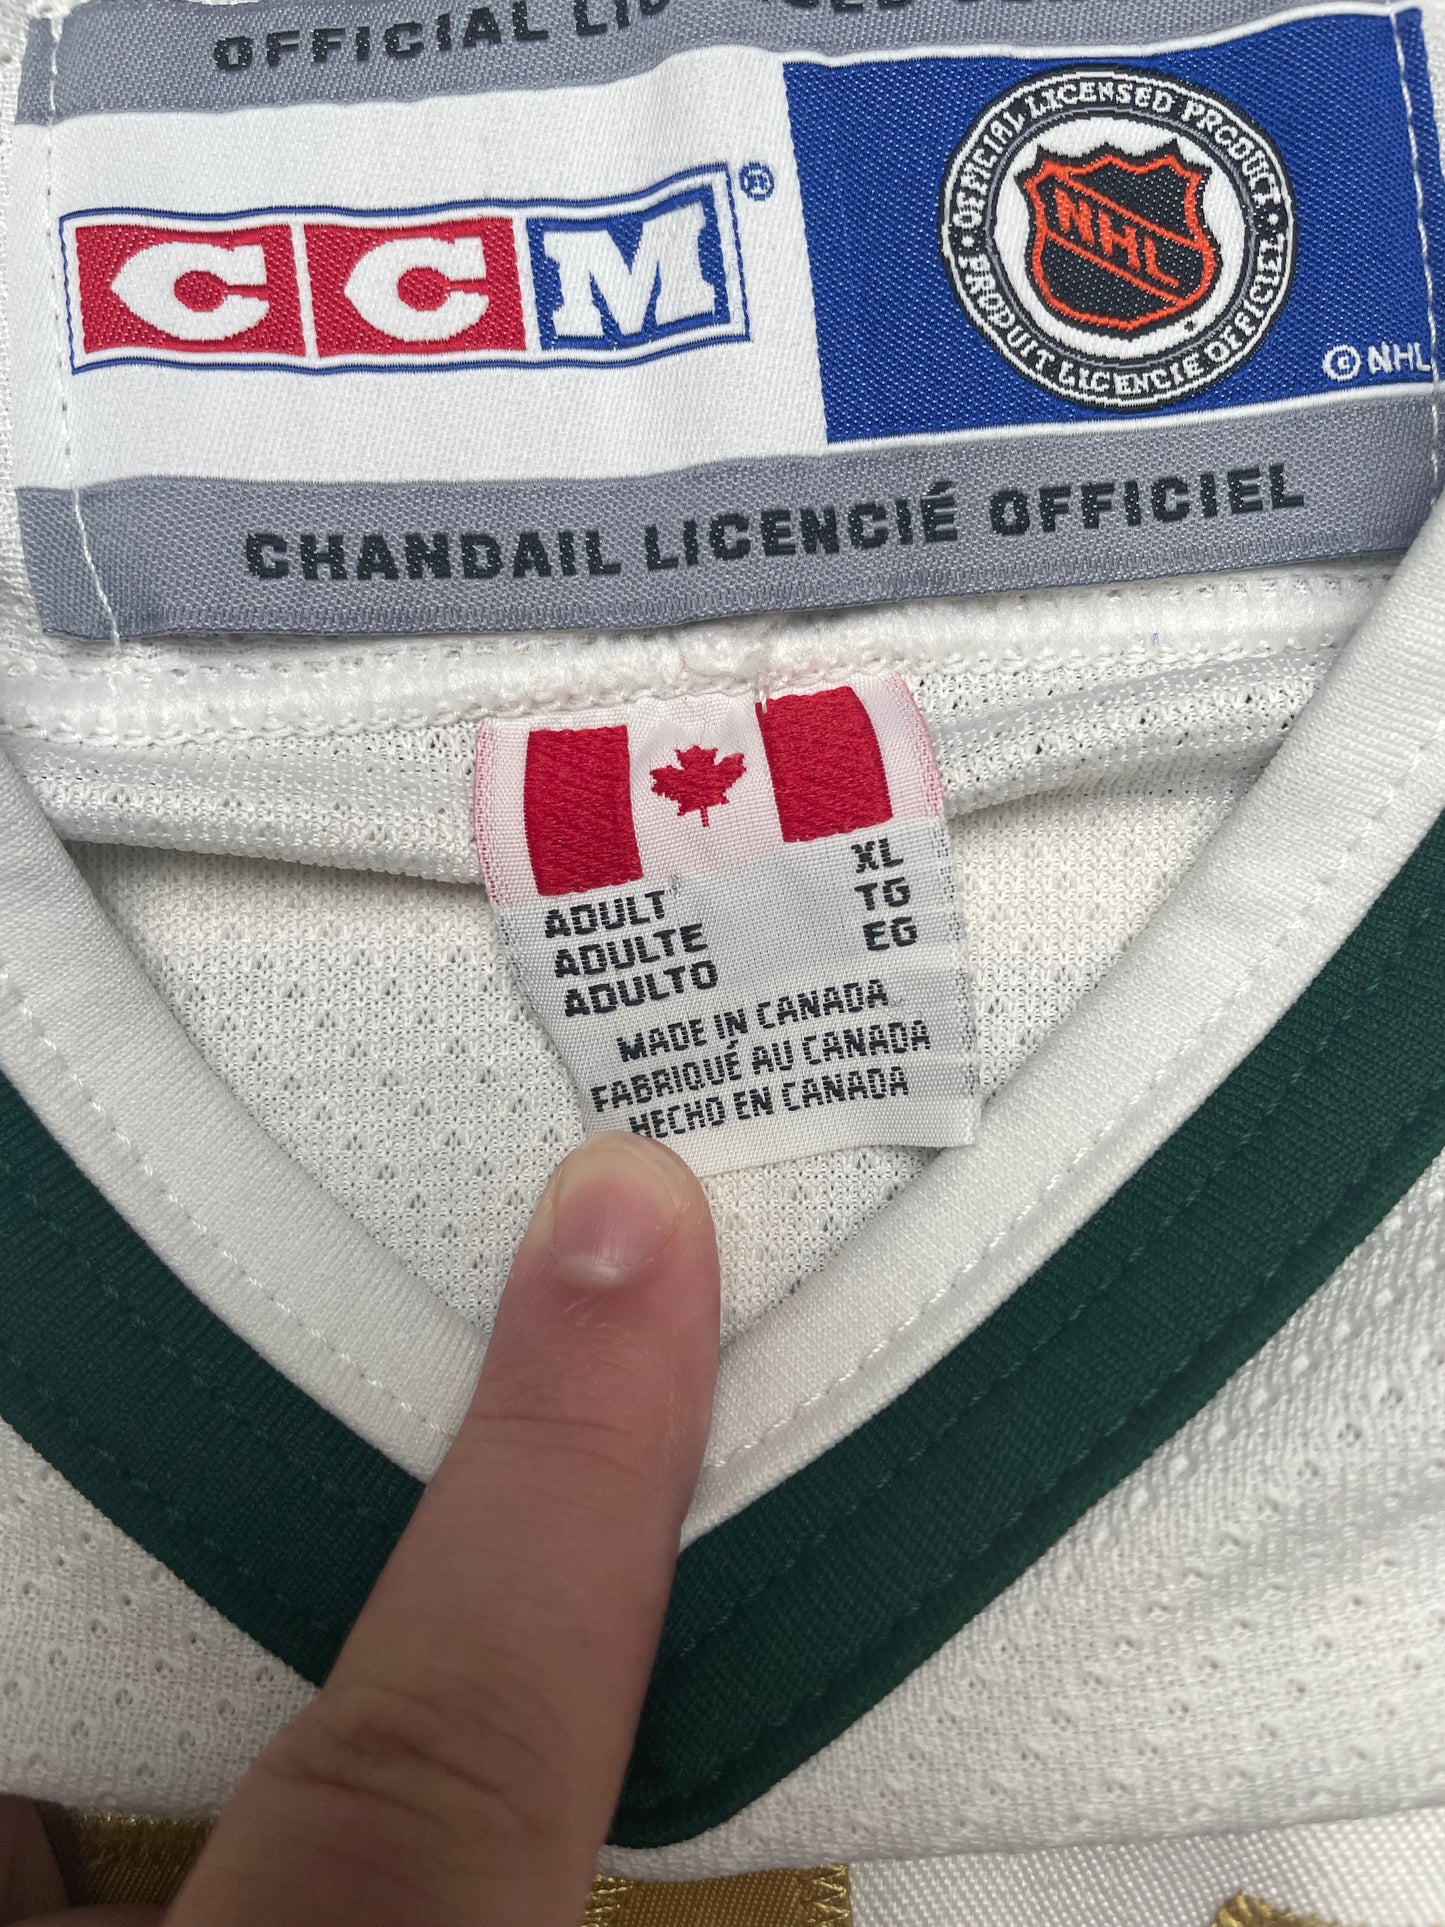 OFFICIAL
CCM®
• OFFICIAL LICENSED PRODUCT •
NHL
PRODUIT LICENCIE OFFICIEL
© NHL
CHANDAIL LICENCIÉ OFFICIEL
ADULT XL
ADULTE TG
ADULTO EG
MADE IN CANADA
FABRIQUÉ AU CANADA
HECHO EN CANADA